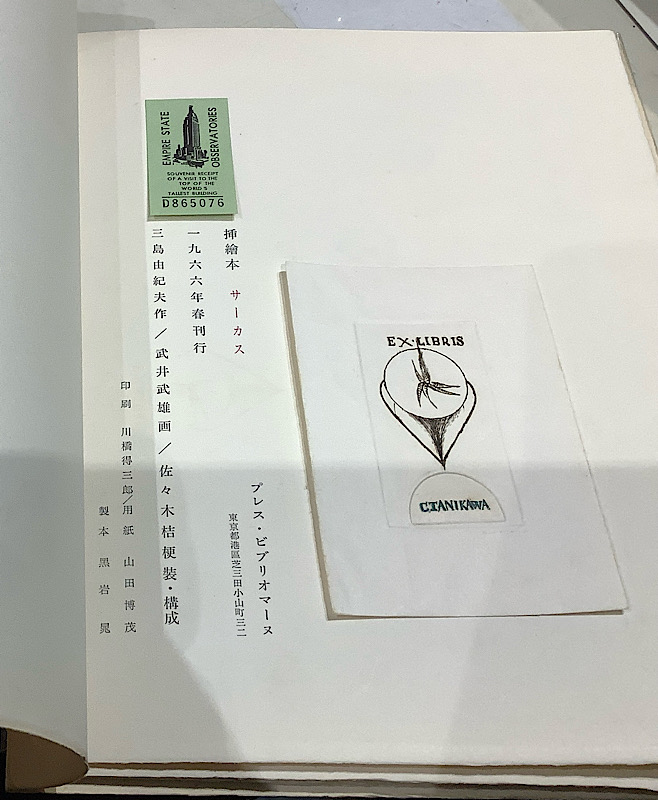 EMPIRE STATE
OBSERVATORIES
SOUVENIR RECEIPT
OF A VISIT TO THE
TOP OF THE
WORLD'S
TALLEST BUILDING
D865076
挿繪本 サーカス
一九六六年春刊行
三島由紀夫作／武井武雄画／佐々木桔梗装・構成
印刷 川橋得三郎／用紙 山田博茂
製本 黒岩晁
プレス・ビブリオマーヌ
東京都港區芝三田小山町三二
EX·LIBRIS
C.TANIKAWA